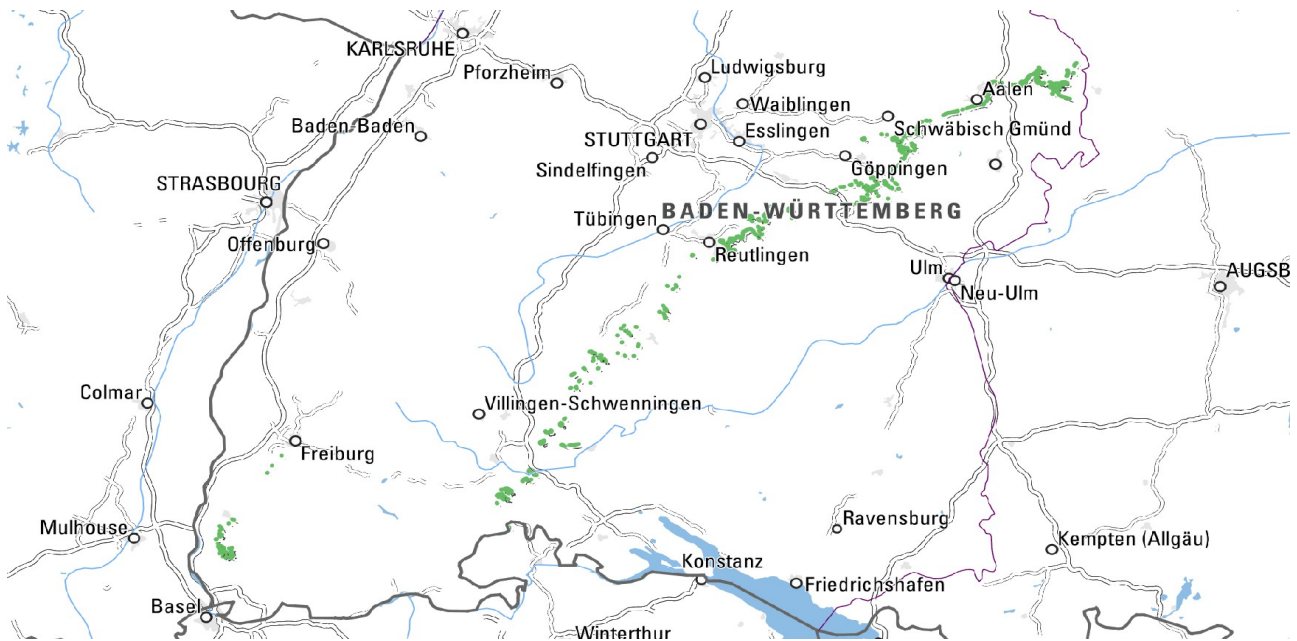 KARLSRUHE
Pforzheim
Ludwigsburg
Aalen
Waiblingen
Baden-Baden
STUTTGART
Esslingen
Schwäbisch Gmünd
Sindelfingen
Göppingen
STRASBOURG
Tübingen
BADEN-WÜRTTEMBERG
Offenburg
Reutlingen
Ulm
AUGSB
Neu-Ulm
Colmar
Villingen-Schwenningen
Freiburg
Mulhouse
Ravensburg
Kempten (Allgäu)
Konstanz
Friedrichshafen
Basel
Winterthur